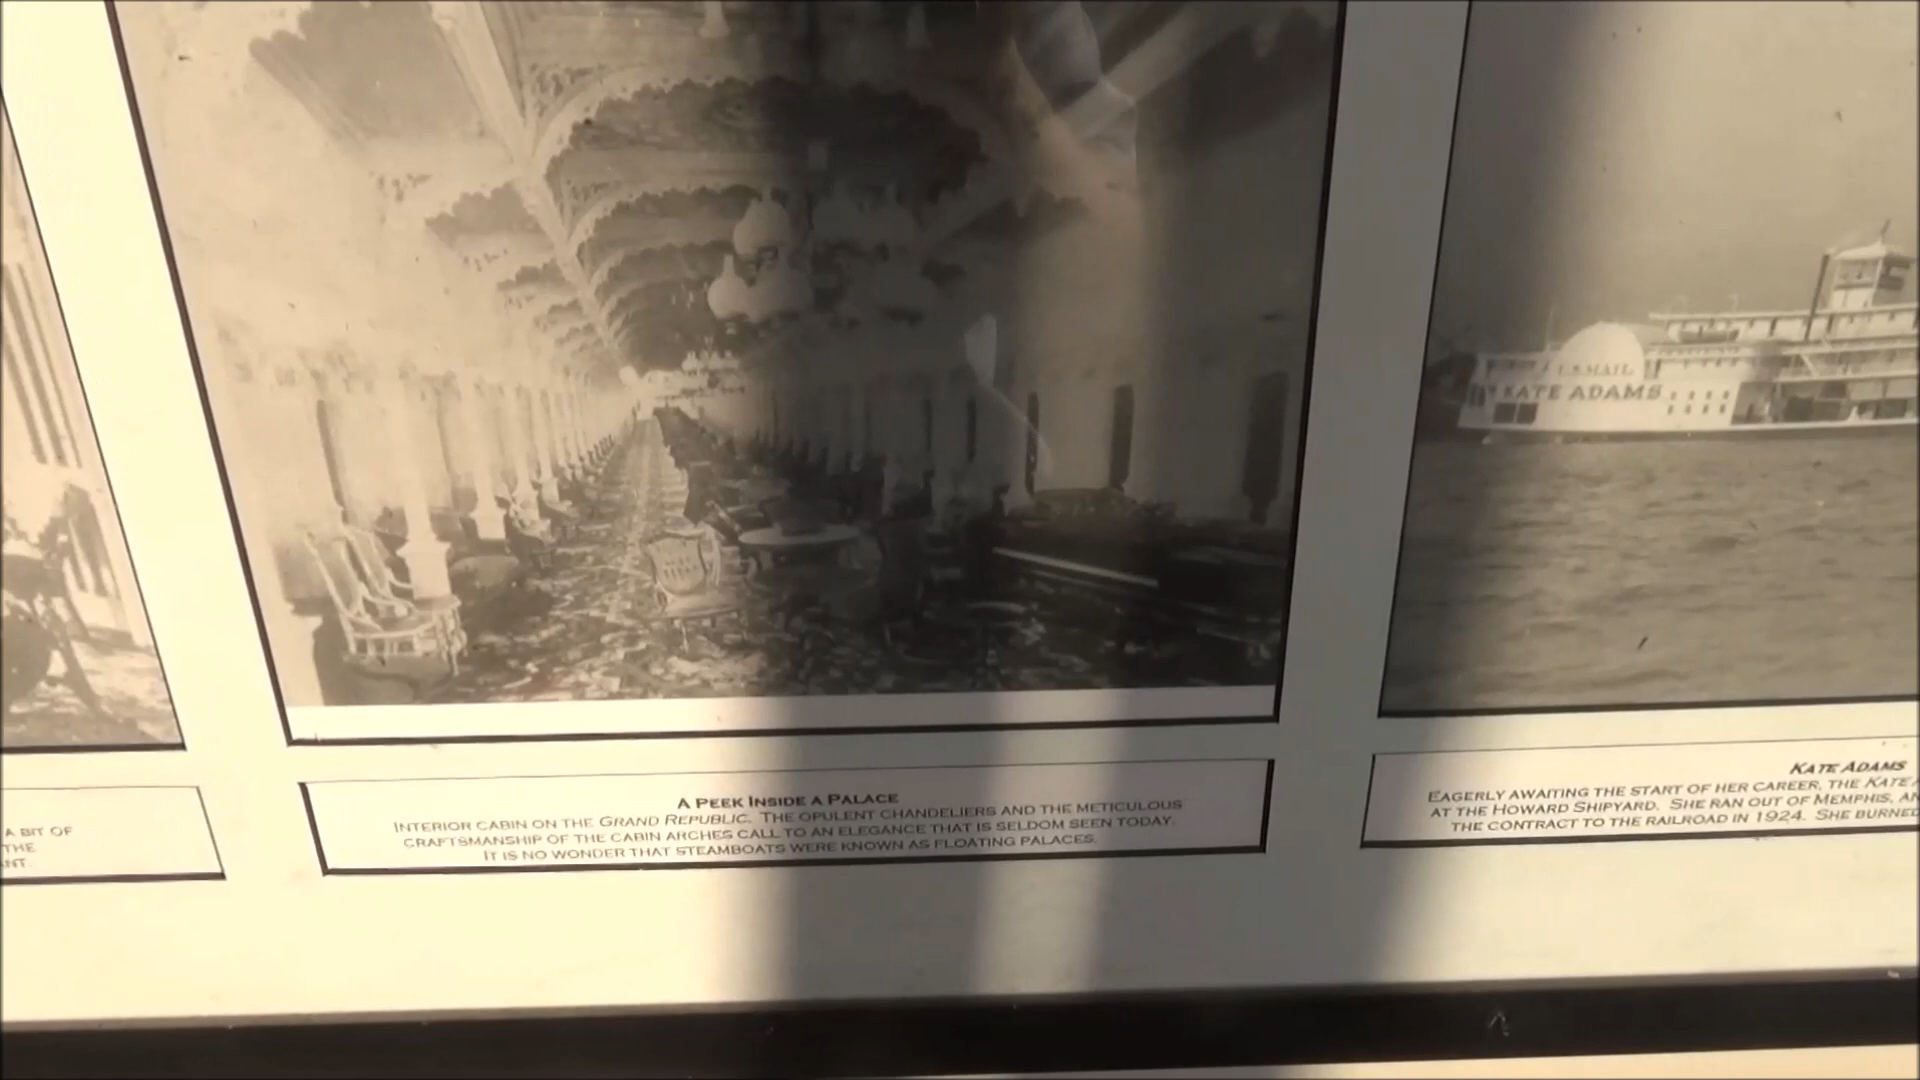 U.S. MAIL
KATE ADAMS
A BIT OF
THE
ANT.
A PEEK INSIDE A PALACE
INTERIOR CABIN ON THE GRAND REPUBLIC. THE OPULENT CHANDELIERS AND THE METICULOUS
CRAFTSMANSHIP OF THE CABIN ARCHES CALL TO AN ELEGANCE THAT IS SELDOM SEEN TODAY.
IT IS NO WONDER THAT STEAMBOATS WERE KNOWN AS FLOATING PALACES.
KATE ADAMS
EAGERLY AWAITING THE START OF HER CAREER, THE KATE
AT THE HOWARD SHIPYARD. SHE RAN OUT OF MEMPHIS, AN
THE CONTRACT TO THE RAILROAD IN 1924. SHE BURNED